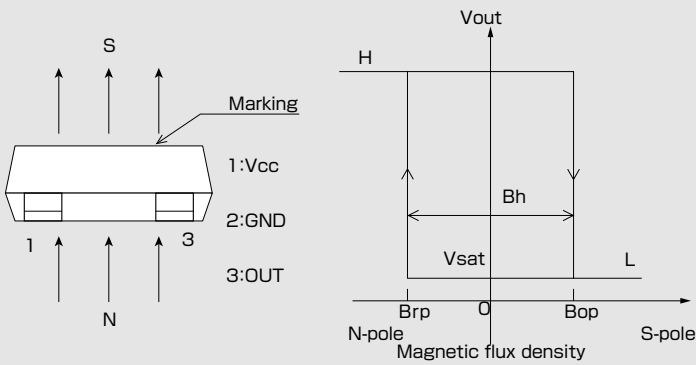 S
Marking
1:Vcc
2:GND
3:OUT
1
3
N
Vout
H
Bh
Vsat
L
Brp
0
Bop
N-pole
S-pole
Magnetic flux density